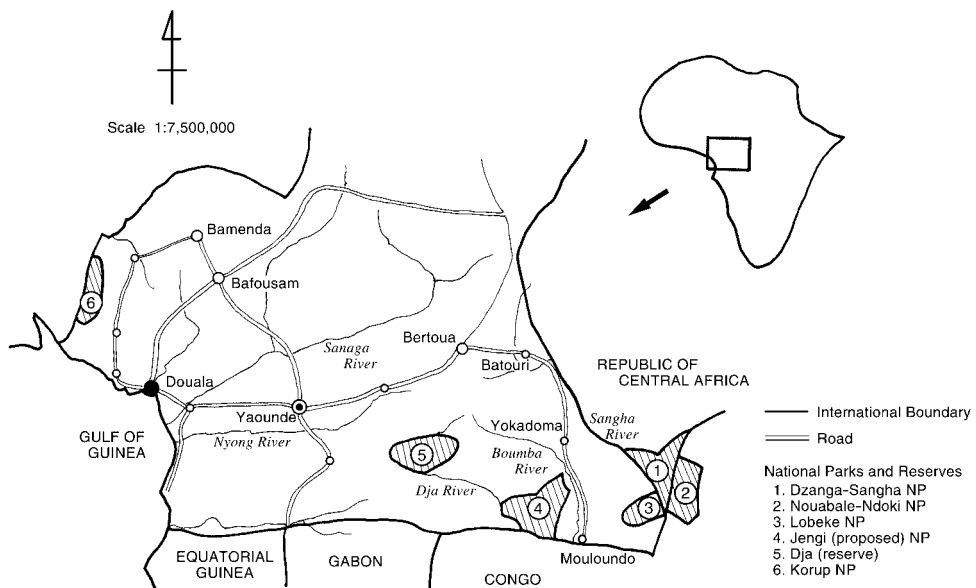 Scale 1:7,500,000
Bamenda
Bafousam
6
Sanaga
River
Bertoua
Batouri
REPUBLIC OF
CENTRAL AFRICA
Douala
Yaounde
GULF OF
GUINEA
Nyong River
Yokadoma
Sangha
River
Boumba
River
5
Dja River
4
1
2
3
Mouloundo
EQUATORIAL
GUINEA
GABON
CONGO
International Boundary
Road
National Parks and Reserves
1. Dzanga-Sangha NP
2. Nouabale-Ndoki NP
3. Lobeke NP
4. Jengi (proposed) NP
5. Dja (reserve)
6. Korup NP